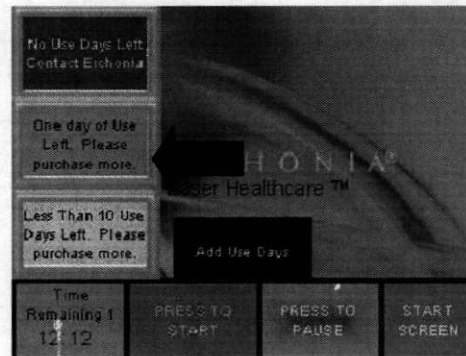 No Use Days Left
Contact Erchonia
One day of Use
Left. Please
purchase more.
HONIA®
Laser Healthcare ™
Less Than 10 Use
Days Left. Please
purchase more.
Add Use Days
Time
Remaining 1
12 12
PRESS TO
START
PRESS TO
PAUSE
START
SCREEN